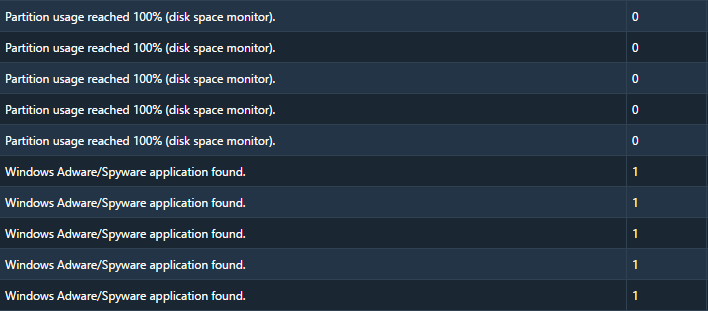 Partition usage reached 100% (disk space monitor). 0
Partition usage reached 100% (disk space monitor). 0
Partition usage reached 100% (disk space monitor). 0
Partition usage reached 100% (disk space monitor). 0
Partition usage reached 100% (disk space monitor). 0
Windows Adware/Spyware application found. 1
Windows Adware/Spyware application found. 1
Windows Adware/Spyware application found. 1
Windows Adware/Spyware application found. 1
Windows Adware/Spyware application found. 1